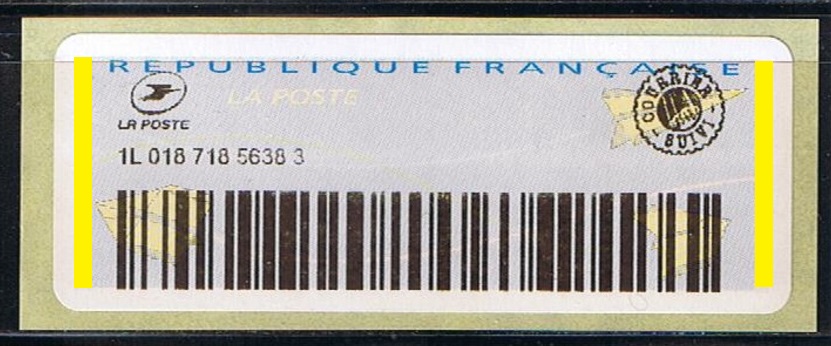 REPUBLIQUE FRANÇAISE
LA POSTE
LA POSTE
1L 018 718 5638 3
COURRIER SUIVI